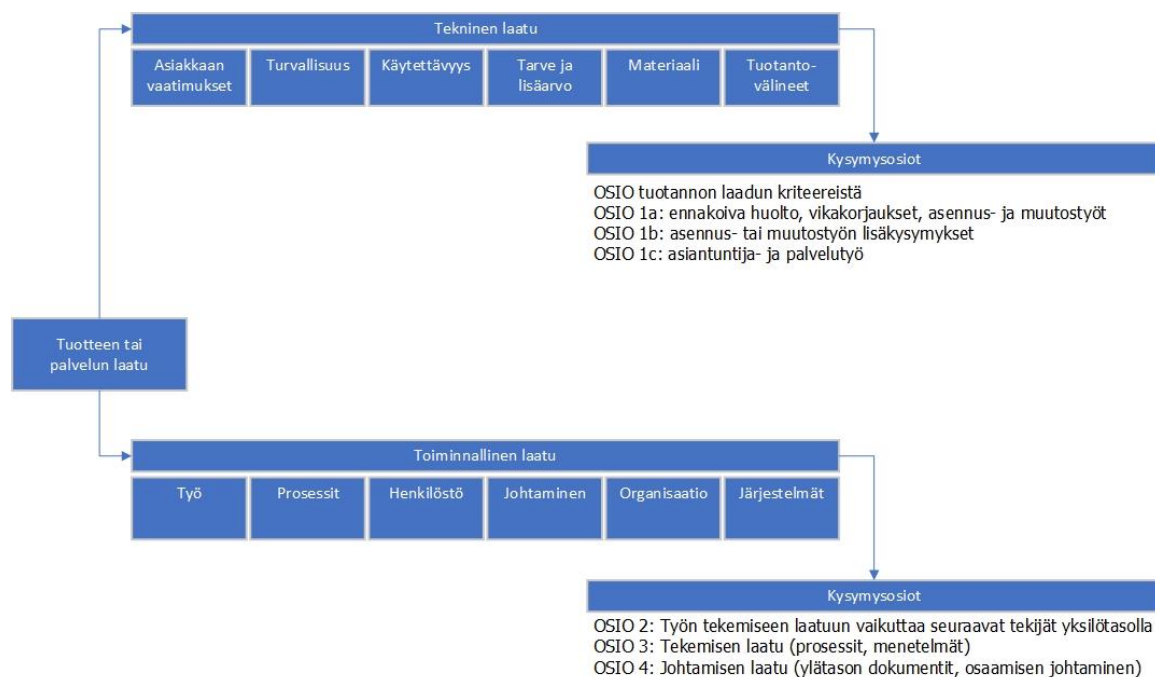 Tekninen laatu
Asiakkaan
vaatimukset
Turvallisuus
Käytettävyys
Tarve ja
lisäarvo
Materiaali
Tuotanto-
välineet
Kysymysosiot
OSIO tuotannon laadun kriteereistä
OSIO 1a: ennakoiva huolto, vikakorjaukset, asennus- ja muutostyöt
OSIO 1b: asennus- tai muutostyön lisäkysymykset
OSIO 1c: asiantuntija- ja palvelutyö
Tuotteen tai
palvelun laatu
Toiminnallinen laatu
Työ
Prosessit
Henkilöstö
Johtaminen
Organisaatio
Järjestelmät
Kysymysosiot
OSIO 2: Työn tekemiseen laatuun vaikuttaa seuraavat tekijät yksilötasolla
OSIO 3: Tekemisen laatu (prosessit, menetelmät)
OSIO 4: Johtamisen laatu (ylätason dokumentit, osaamisen johtaminen)